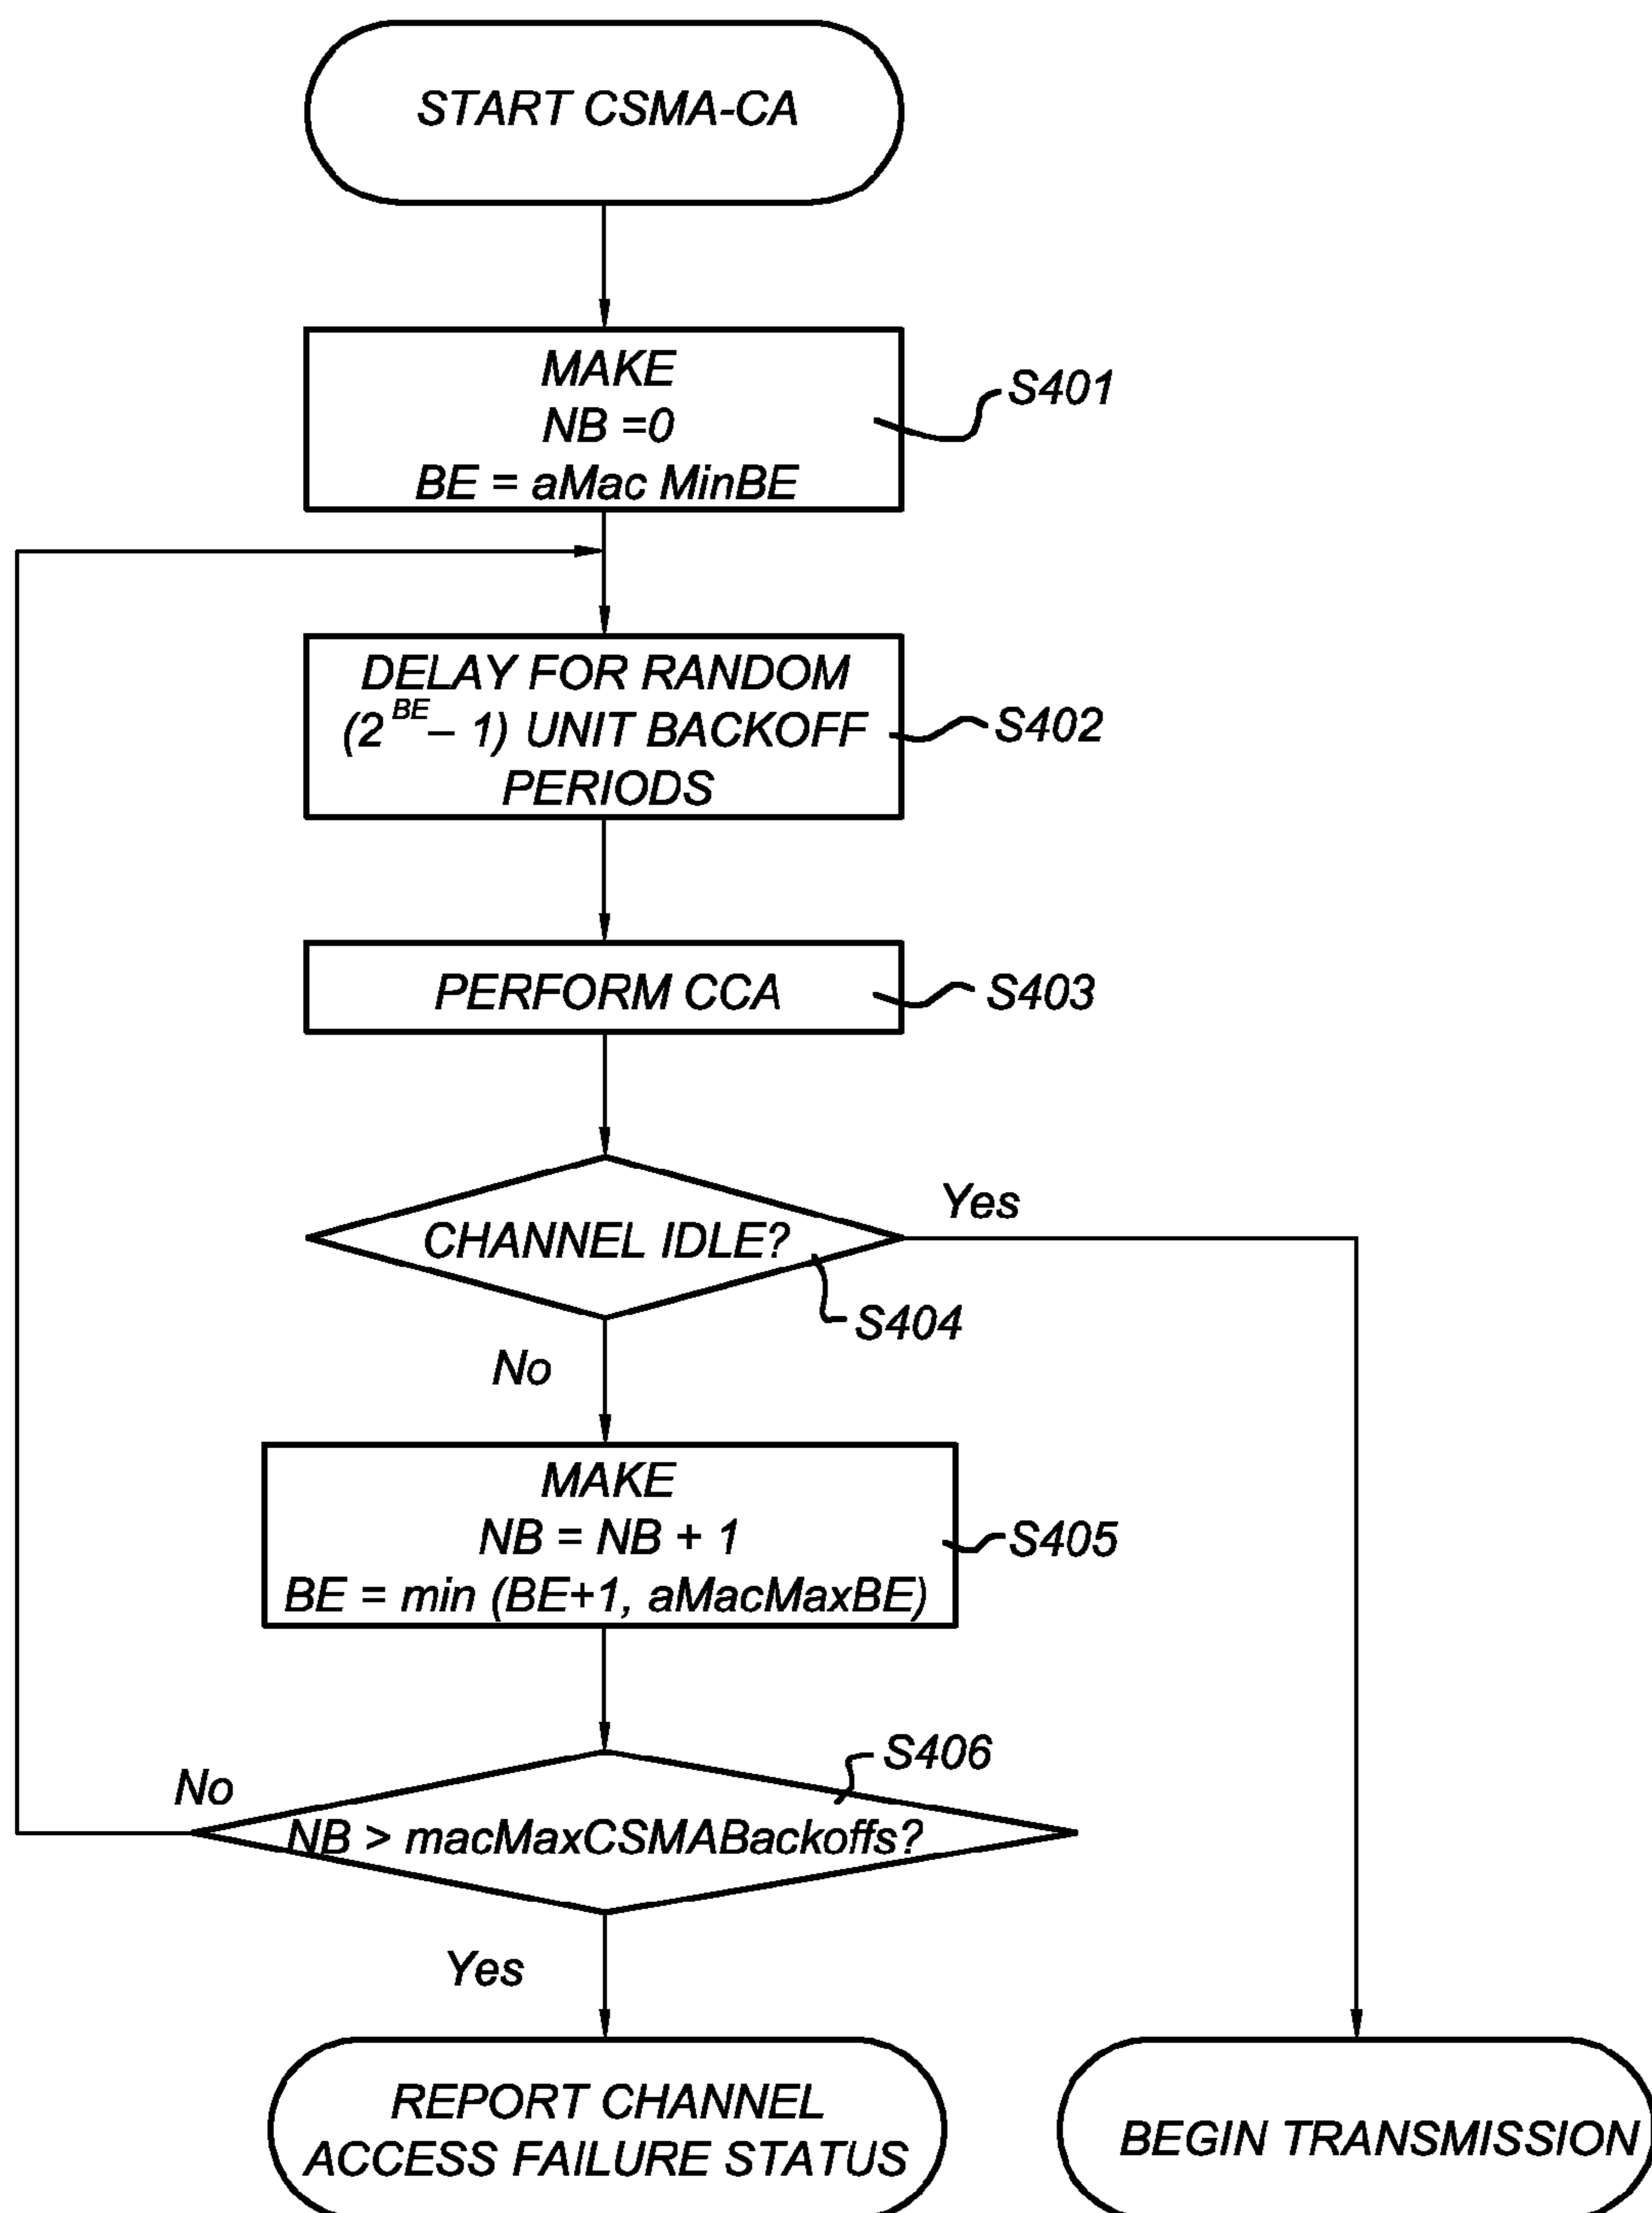 START CSMA-CA
MAKE
NB =0
BE = aMac MinBE
S401
DELAY FOR RANDOM
(2^BE – 1) UNIT BACKOFF
PERIODS
S402
PERFORM CCA
S403
CHANNEL IDLE?
Yes
S404
No
MAKE
NB = NB + 1
BE = min (BE+1, aMacMaxBE)
S405
S406
No
NB > macMaxCSMABackoffs?
Yes
REPORT CHANNEL
ACCESS FAILURE STATUS
BEGIN TRANSMISSION